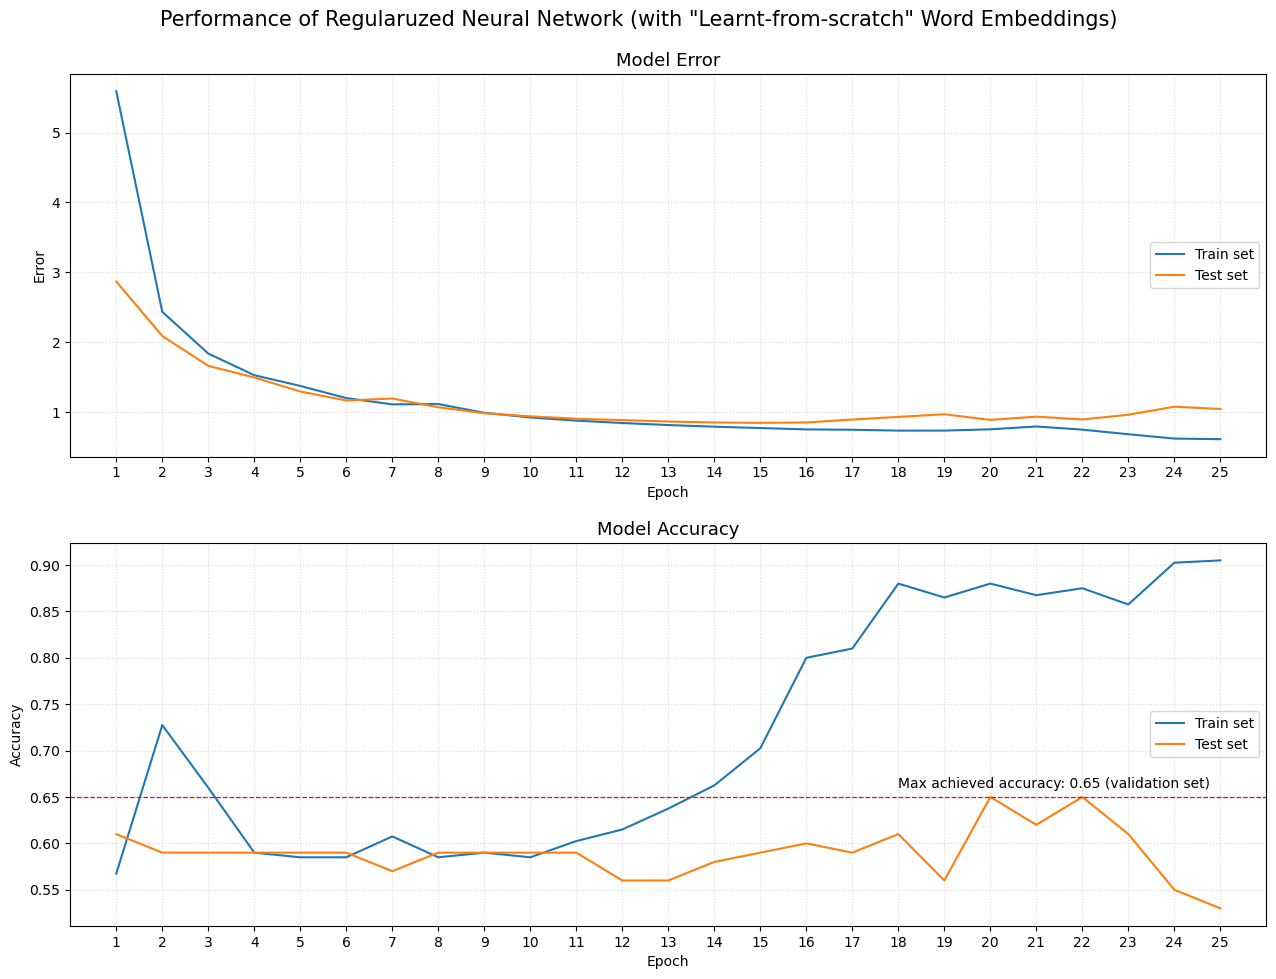 Performance of Regularuzed Neural Network (with "Learnt-from-scratch" Word Embeddings)
Model Error
5
4
3
2
1
Error
Train set
Test set
1 2 3 4 5 6 7 8 9 10 11 12 13 14 15 16 17 18 19 20 21 22 23 24 25
Epoch
Model Accuracy
0.90
0.85
0.80
0.75
0.70
0.65
0.60
0.55
Accuracy
Train set
Test set
Max achieved accuracy: 0.65 (validation set)
1 2 3 4 5 6 7 8 9 10 11 12 13 14 15 16 17 18 19 20 21 22 23 24 25
Epoch